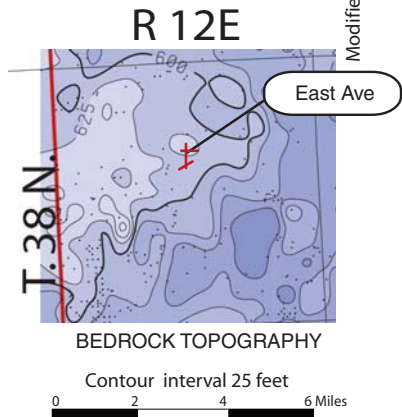 R 12E
Modifie
600
East Ave
625
T.38 N.
BEDROCK TOPOGRAPHY
Contour interval 25 feet
0 2 4 6 Miles